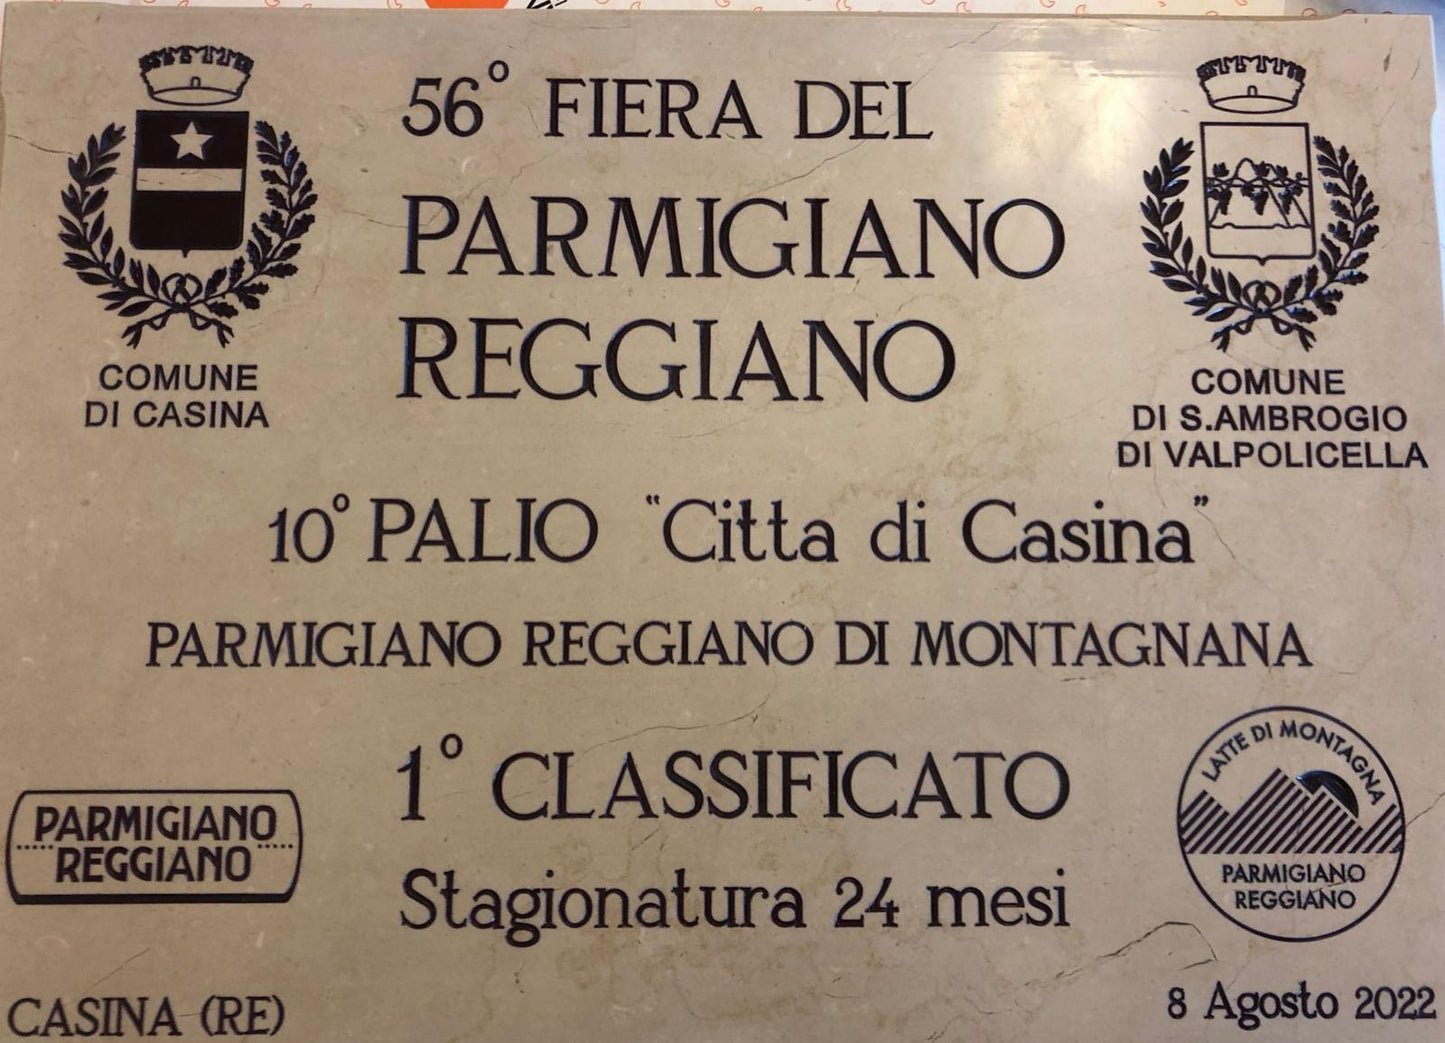 56° FIERA DEL
PARMIGIANO
REGGIANO
COMUNE
DI CASINA
COMUNE
DI S.AMBROGIO
DI VALPOLICELLA
10° PALIO "Citta di Casina"
PARMIGIANO REGGIANO DI MONTAGNANA
1° CLASSIFICATO
Stagionatura 24 mesi
PARMIGIANO
REGGIANO
LATTE DI MONTAGNA
PARMIGIANO
REGGIANO
CASINA (RE)
8 Agosto 2022